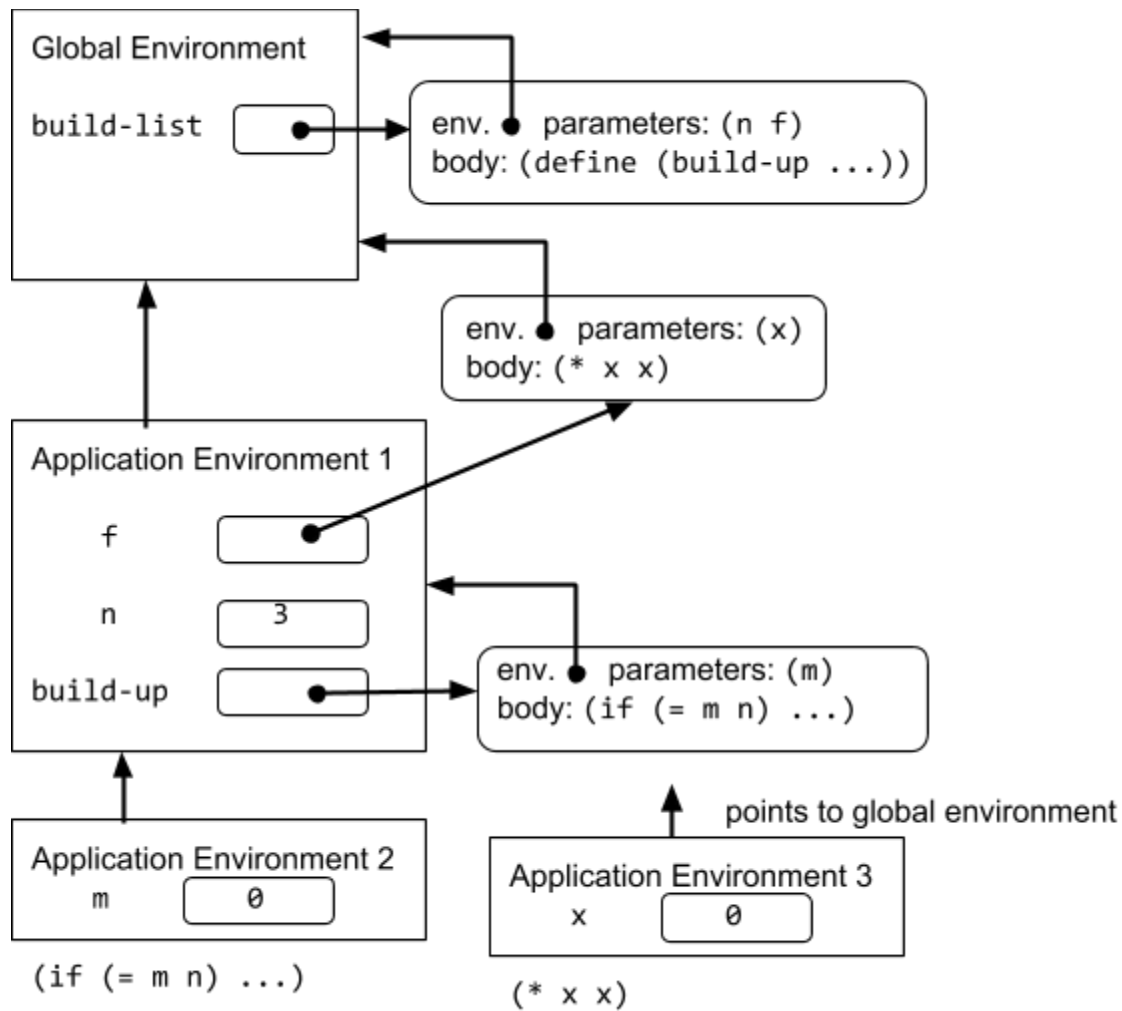 Global Environment
build-list
env. parameters: (n f)
body: (define (build-up ...))
env. parameters: (x)
body: (* x x)
Application Environment 1
f
n 3
build-up
env. parameters: (m)
body: (if (= m n) ...)
points to global environment
Application Environment 2
m 0
(if (= m n) ...)
Application Environment 3
x 0
(* x x)